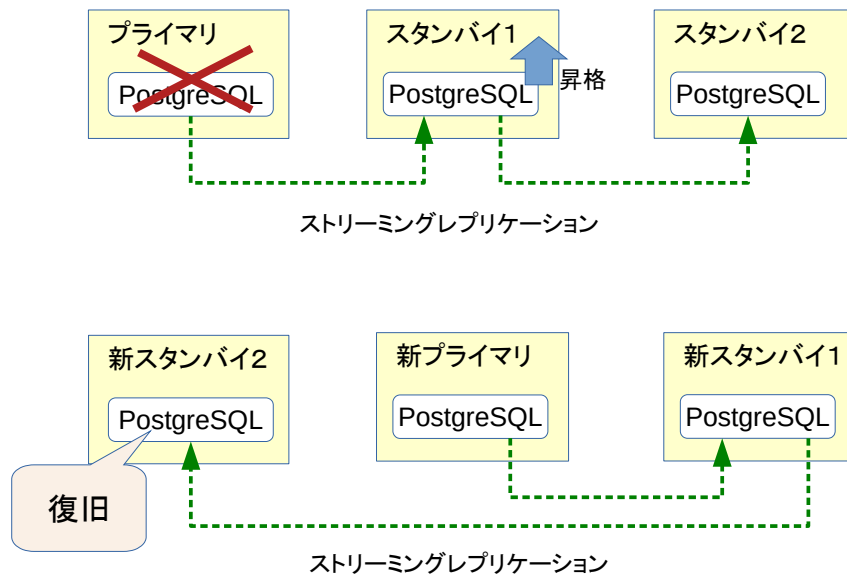 プライマリ
スタンバイ1
スタンバイ2
PostgreSQL
PostgreSQL
昇格
PostgreSQL
ストリーミングレプリケーション
新スタンバイ2
新プライマリ
新スタンバイ1
PostgreSQL
PostgreSQL
PostgreSQL
復旧
ストリーミングレプリケーション